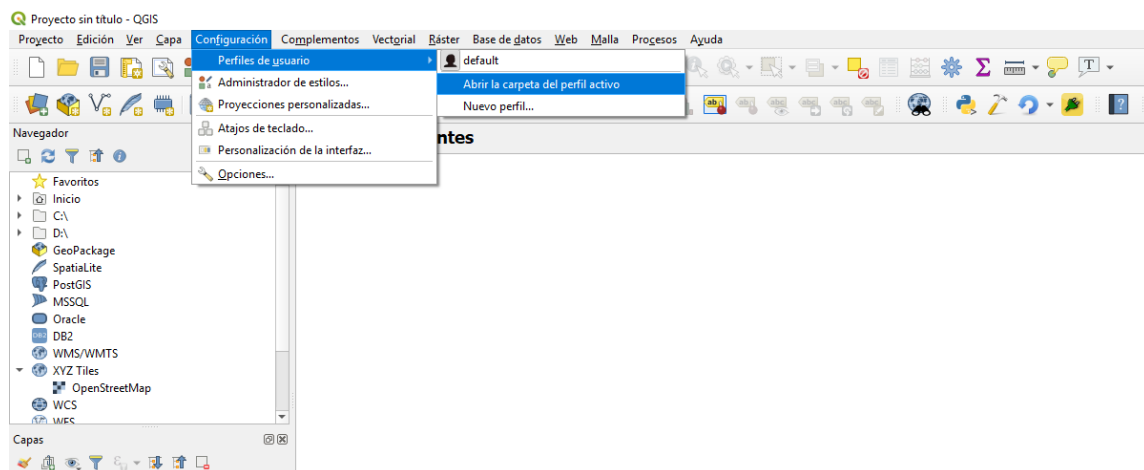 Proyecto sin título - QGIS
Proyecto Edición Ver Capa Configuración Complementos Vectorial Ráster Base de datos Web Malla Procesos Ayuda
Perfiles de usuario
default
Administrador de estilos...
Abrir la carpeta del perfil activo
Proyecciones personalizadas...
Nuevo perfil...
Atajos de teclado...
Personalización de la interfaz...
Opciones...
ntes
Navegador
Favoritos
Inicio
C:\
D:\
GeoPackage
SpatiaLite
PostGIS
MSSQL
Oracle
DB2
WMS/WMTS
XYZ Tiles
OpenStreetMap
WCS
WFS
Capas